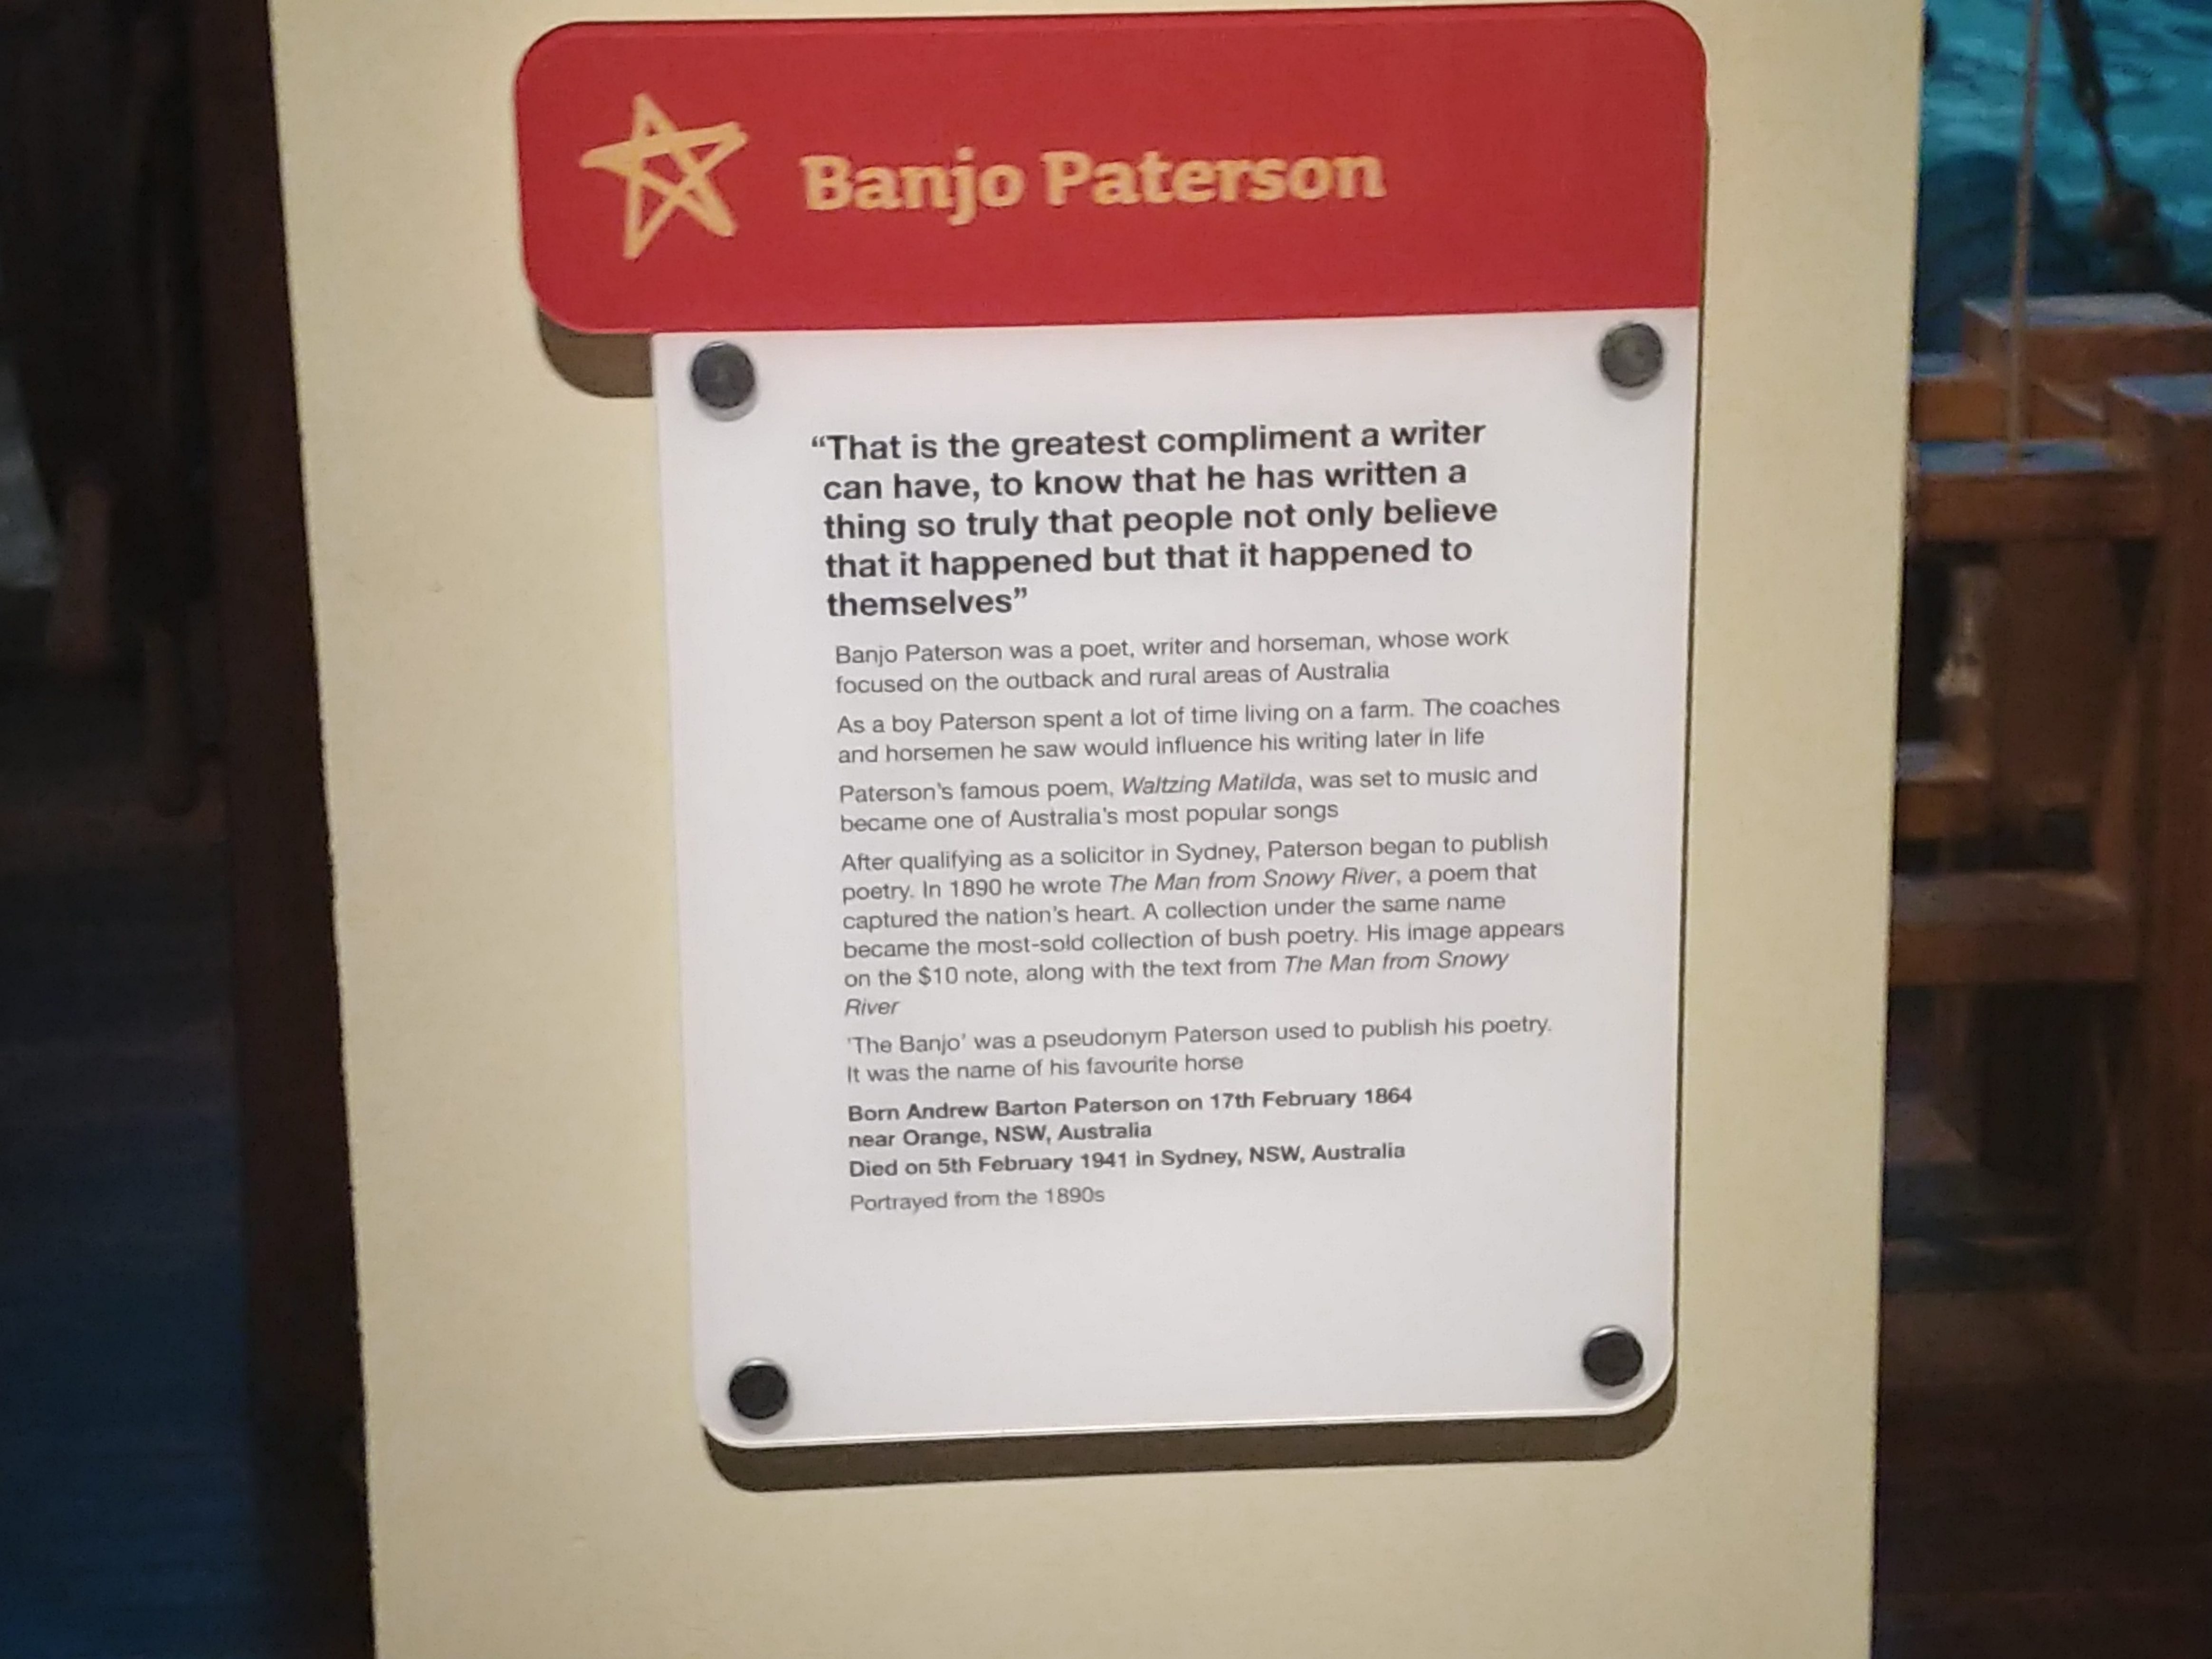 Banjo Paterson
“That is the greatest compliment a writer
can have, to know that he has written a
thing so truly that people not only believe
that it happened but that it happened to
themselves”
Banjo Paterson was a poet, writer and horseman, whose work
focused on the outback and rural areas of Australia
As a boy Paterson spent a lot of time living on a farm. The coaches
and horsemen he saw would influence his writing later in life
Paterson’s famous poem, Waltzing Matilda, was set to music and
became one of Australia’s most popular songs
After qualifying as a solicitor in Sydney, Paterson began to publish
poetry. In 1890 he wrote The Man from Snowy River, a poem that
captured the nation’s heart. A collection under the same name
became the most-sold collection of bush poetry. His image appears
on the $10 note, along with the text from The Man from Snowy
River
‘The Banjo’ was a pseudonym Paterson used to publish his poetry.
It was the name of his favourite horse
Born Andrew Barton Paterson on 17th February 1864
near Orange, NSW, Australia
Died on 5th February 1941 in Sydney, NSW, Australia
Portrayed from the 1890s